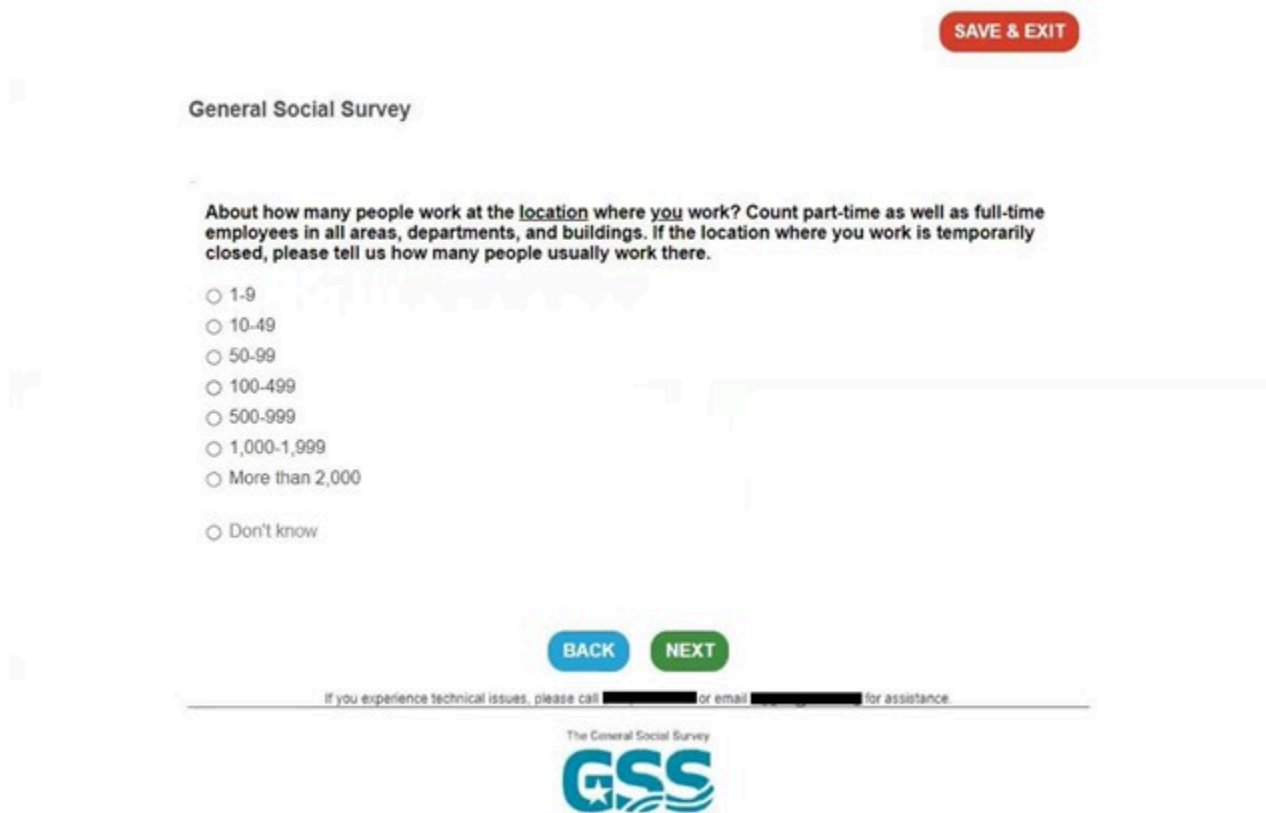 SAVE & EXIT
General Social Survey
About how many people work at the location where you work? Count part-time as well as full-time
employees in all areas, departments, and buildings. If the location where you work is temporarily
closed, please tell us how many people usually work there.
1-9
10-49
50-99
100-499
500-999
1,000-1,999
More than 2,000
Don't know
BACK NEXT
If you experience technical issues, please call or email for assistance.
The General Social Survey
GSS